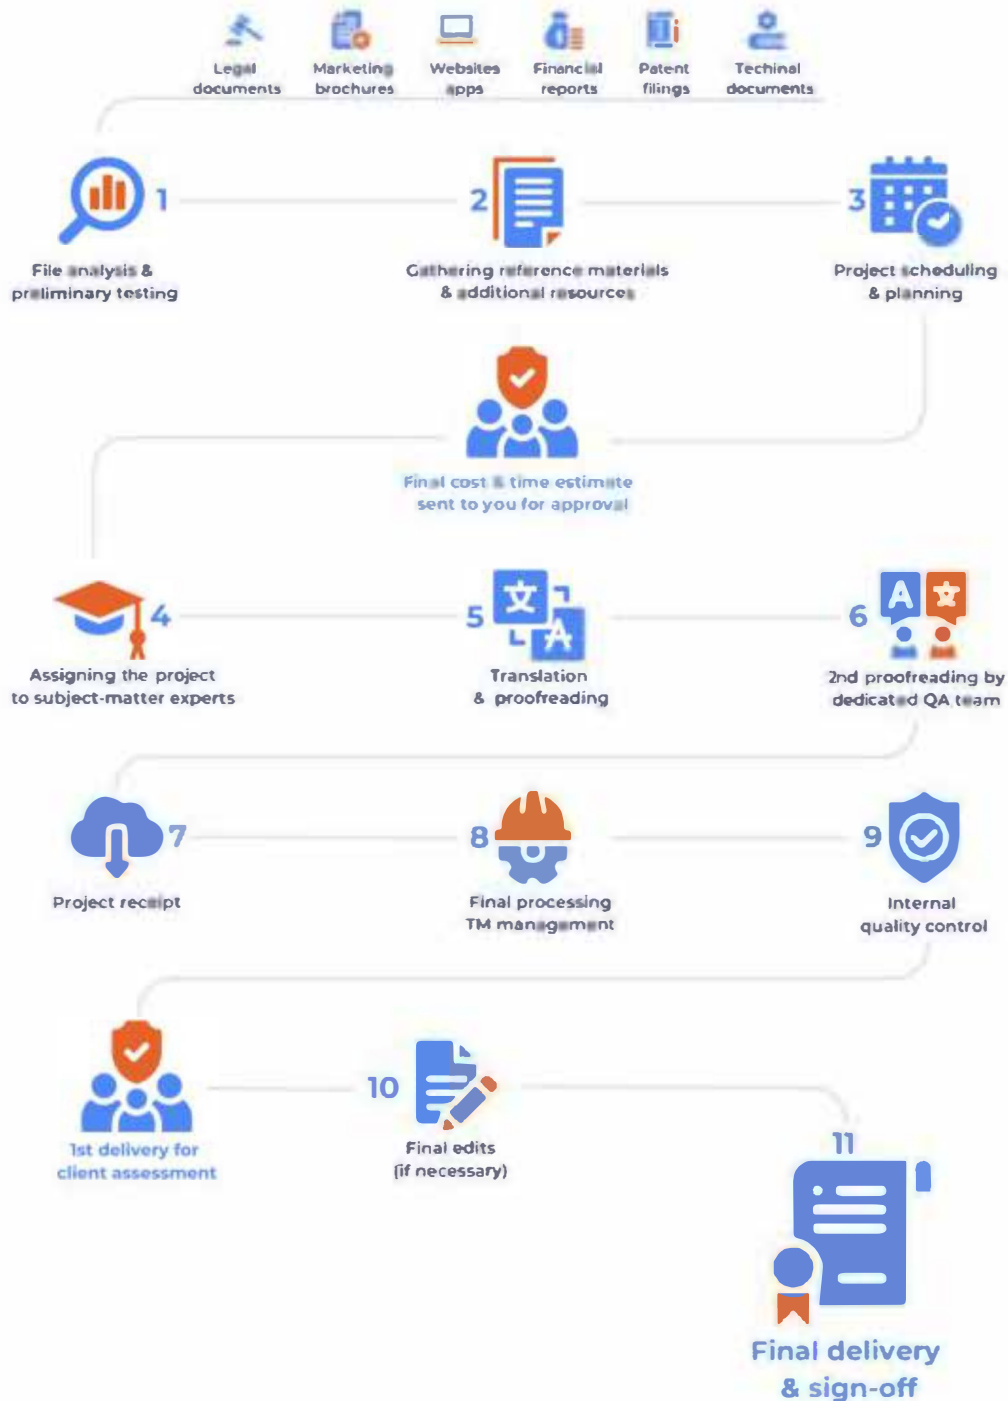 Legal documents
Marketing brochures
Websites apps
Financial reports
Patent filings
Techinal documents
1
File analysis &
preliminary testing
2
Gathering reference materials
& additional resources
3
Project scheduling
& planning
Final cost & time estimate
sent to you for approval
4
Assigning the project
to subject-matter experts
5
Translation
& proofreading
6
2nd proofreading by
dedicated QA team
7
Project receipt
8
Final processing
TM management
9
Internal
quality control
1st delivery for
client assessment
10
Final edits
(if necessary)
11
Final delivery
& sign-off